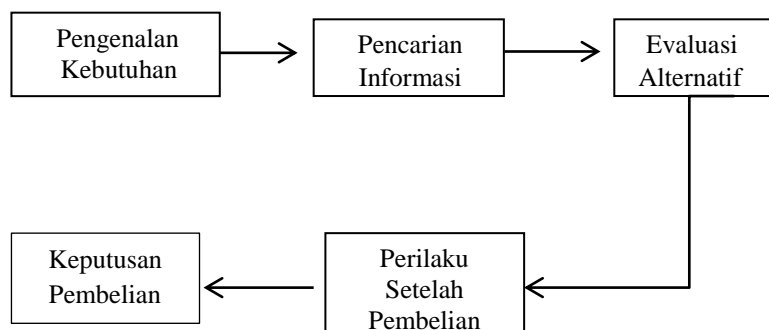 Pengenalan
Kebutuhan
Pencarian
Informasi
Evaluasi
Alternatif
Keputusan
Pembelian
Perilaku
Setelah
Pembelian